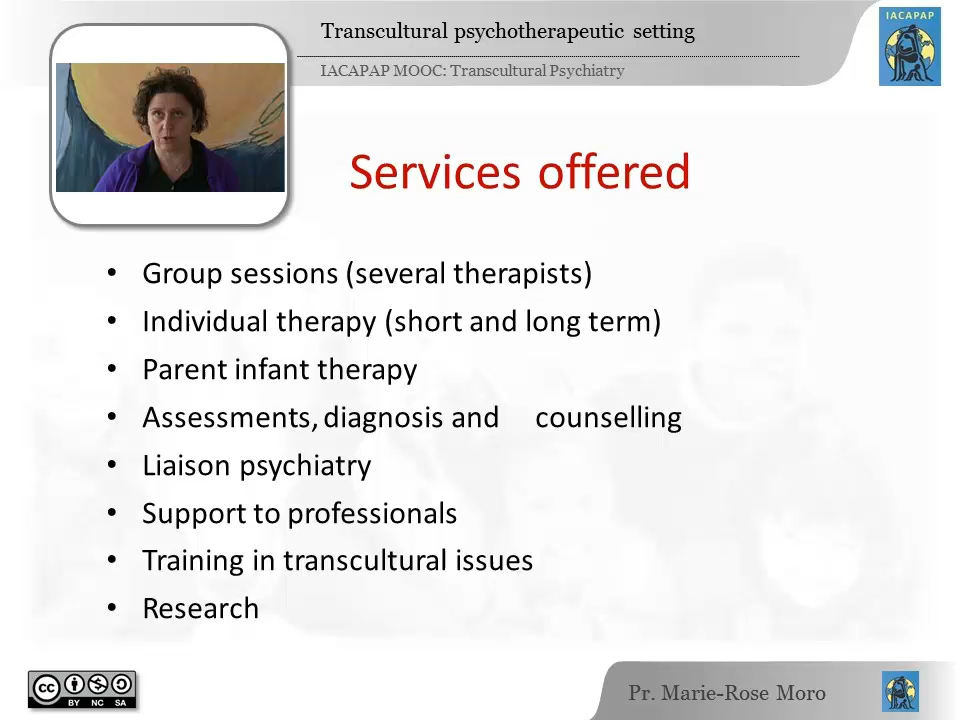 Transcultural psychotherapeutic setting
IACAPAP MOOC: Transcultural Psychiatry
IACAPAP
Services offered
• Group sessions (several therapists)
• Individual therapy (short and long term)
• Parent infant therapy
• Assessments, diagnosis and counselling
• Liaison psychiatry
• Support to professionals
• Training in transcultural issues
• Research
cc
BY NC SA
Pr. Marie-Rose Moro